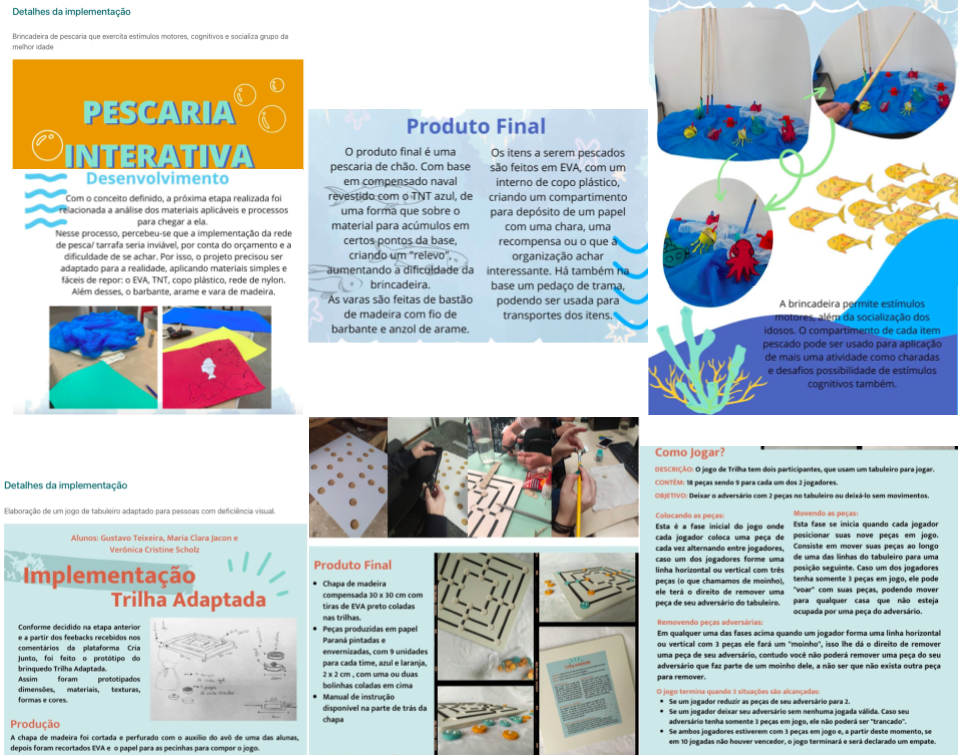 Detalhes da implementação
Brincadeira de pescaria que exercita estímulos motores, cognitivos e socializa grupo da
melhor idade
PESCARIA
INTERATIVA
Desenvolvimento
Com o conceito definido, a próxima etapa realizada foi
relacionada a análise dos materiais aplicáveis e processos
para chegar a ela.
Nesse processo, percebeu-se que a implementação da rede
de pesca/ tarrafa seria inviável, por conta do orçamento e a
dificuldade de se achar. Por isso, o projeto precisou ser
adaptado para a realidade, aplicando materiais simples e
fáceis de repor: o EVA, TNT, copo plástico, rede de nylon.
Além desses, o barbante, arame e vara de madeira.
Produto Final
O produto final é uma
pescaria de chão. Com base
em compensado naval
revestido com o TNT azul, de
uma forma que sobre o
material para acúmulos em
certos pontos da base,
criando um "relevo",
aumentando a dificuldade da
brincadeira.
As varas são feitas de bastão
de madeira com fio de
barbante e anzol de arame.
Os itens a serem pescados
são feitos em EVA, com um
interno de copo plástico,
criando um compartimento
para depósito de um papel
com uma chara, uma
recompensa ou o que a
organização achar
interessante. Há também na
base um pedaço de trama,
podendo ser usada para
transportes dos itens.
A brincadeira permite estímulos
motores, além da socialização dos
idosos. O compartimento de cada item
pescado pode ser usado para aplicação
de mais uma atividade como charadas
e desafios possibilidade de estímulos
cognitivos também.
Detalhes da implementação
Elaboração de um jogo de tabuleiro adaptado para pessoas com deficiência visual.
Alunos: Gustavo Teixeira, Maria Clara Jacon e
Verônica Cristine Scholz
Implementação
Trilha Adaptada
Conforme decidido na etapa anterior
e a partir dos feebacks recebidos nos
comentários da plataforma Cria
Junto, foi feito o protótipo do
brinquedo Trilha Adaptada.
Assim foram prototipados
dimensões, materiais, texturas,
formas e cores.
Produção
A chapa de madeira foi cortada e perfurado com o auxílio do avô de uma das alunas,
depois foram recortados EVA e o papel para as pecinhas para compor o jogo.
Produto Final
• Chapa de madeira
compensada 30 x 30 cm com
tiras de EVA preto coladas
nas trilhas.
• Peças produzidas em papel
Paraná pintadas e
envernizadas, com 9 unidades
para cada time, azul e laranja,
2 x 2 cm , com uma ou duas
bolinhas coladas em cima
• Manual de instrução
disponível na parte de trás da
chapa
Como Jogar?
DESCRIÇÃO: O jogo de Trilha tem dois participantes, que usam um tabuleiro para jogar.
CONTÉM: 18 peças sendo 9 para cada um dos 2 jogadores.
OBJETIVO: Deixar o adversário com 2 peças no tabuleiro ou deixá-lo sem movimentos.
Colocando as peças:
Esta é a fase inicial do jogo onde
cada jogador coloca uma peça de
cada vez alternando entre jogadores,
caso um dos jogadores forme uma
linha horizontal ou vertical com três
peças (o que chamamos de moinho),
ele terá o direito de remover uma
peça de seu adversário do tabuleiro.
Movendo as peças:
Esta fase se inicia quando cada jogador
posicionar suas nove peças em jogo.
Consiste em mover suas peças ao longo
de uma das linhas do tabuleiro para uma
posição seguinte. Caso um dos jogadores
tenha somente 3 peças em jogo, ele pode
"voar" com suas peças, podendo mover
para qualquer casa que não esteja
ocupada por uma peça do adversário.
Removendo peças adversárias:
Em qualquer uma das fases acima quando um jogador forma uma linha horizontal
ou vertical com 3 peças ele fará um "moinho", isso lhe dá o direito de remover
uma peça de seu adversário, contudo você não poderá remover uma peça do seu
adversário que faz parte de um moinho dele, a não ser que não exista outra peça
para remover.
O jogo termina quando 3 situações são alcançadas:
• Se um jogador reduzir as peças de seu adversário para 2.
• Se um jogador deixar seu adversário sem nenhuma jogada válida. Caso seu
adversário tenha somente 3 peças em jogo, ele não poderá ser "trancado".
• Se ambos jogadores estiverem com 3 peças em jogo e, a partir deste momento, se
em 10 jogadas não houver vencedor, o jogo terminará e será declarado um empate.